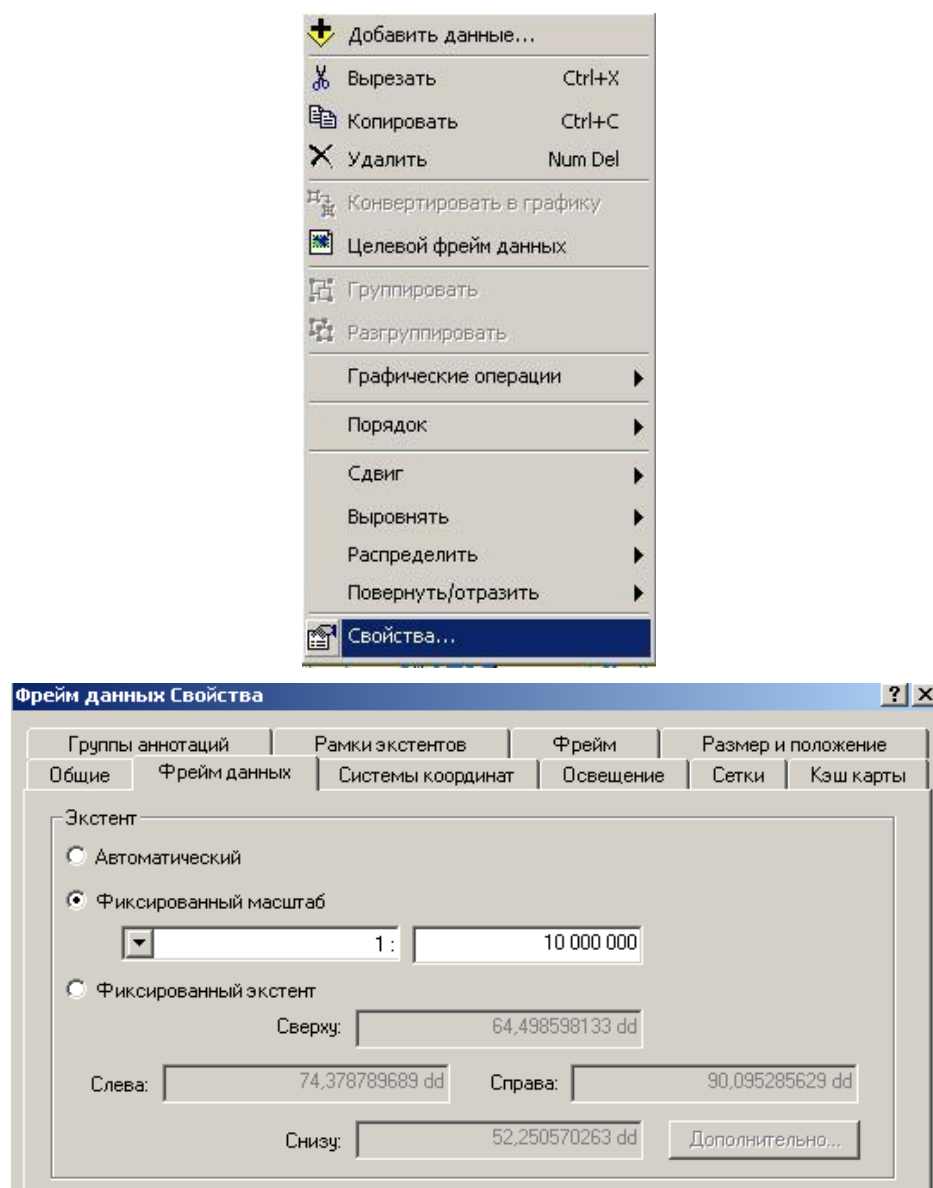 Добавить данные...
Вырезать Ctrl+X
Копировать Ctrl+C
Удалить Num Del
Конвертировать в графику
Целевой фрейм данных
Группировать
Разгруппировать
Графические операции
Порядок
Сдвиг
Выровнять
Распределить
Повернуть/отразить
Свойства...
Фрейм данных Свойства
Группы аннотаций Рамки экстентов Фрейм Размер и положение
Общие Фрейм данных Системы координат Освещение Сетки Кэш карты
Экстент
Автоматический
Фиксированный масштаб
1 : 10 000 000
Фиксированный экстент
Сверху: 64,498598133 dd
Слева: 74,378789689 dd Справа: 90,095285629 dd
Снизу: 52,250570263 dd Дополнительно...